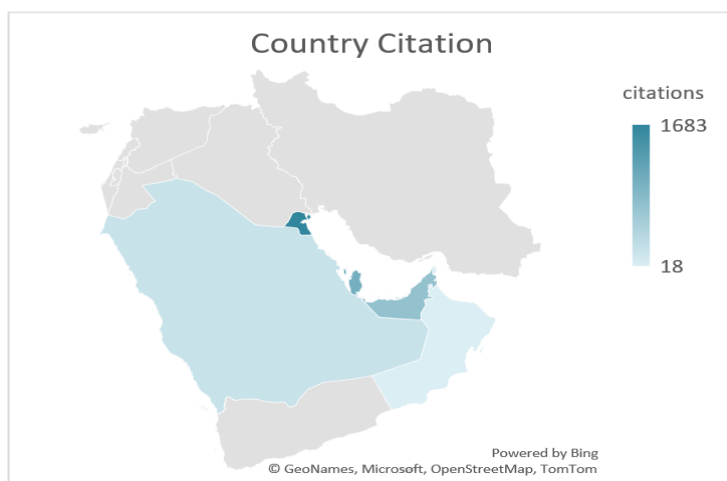 Country Citation
citations
1683
18
Powered by Bing
© GeoNames, Microsoft, OpenStreetMap, TomTom